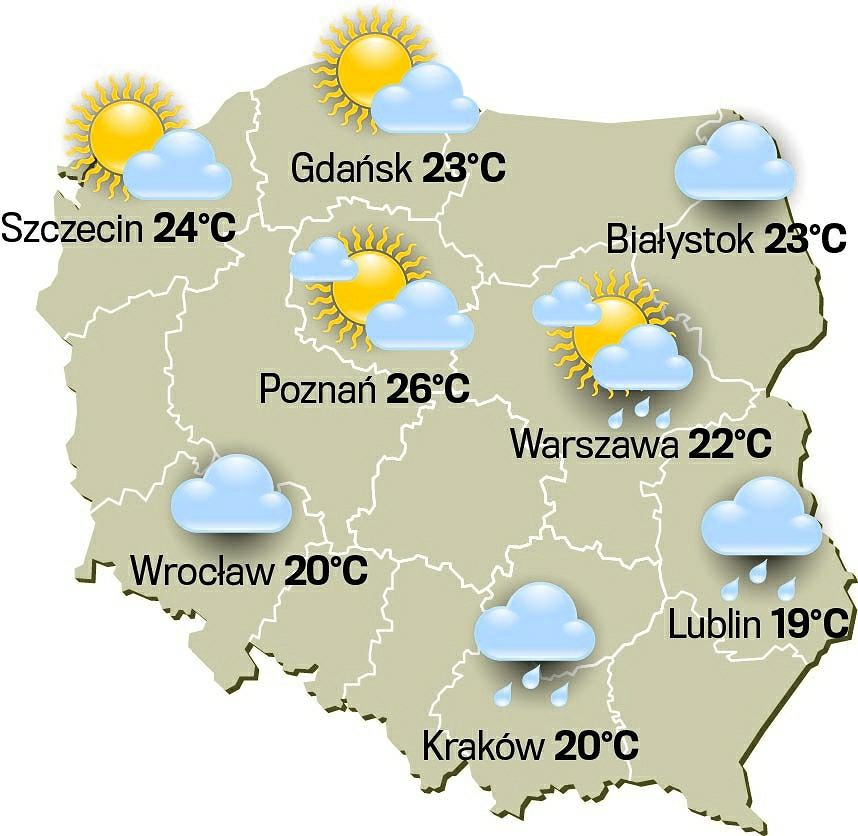 Gdańsk 23°C
Szczecin 24°C
Białystok 23°C
Poznań 26°C
Warszawa 22°C
Wrocław 20°C
Lublin 19°C
Kraków 20°C